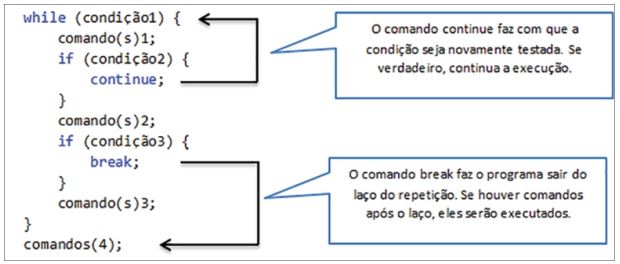 while (condição1) {
comando(s)1;
if (condição2) {
continue;
}
comando(s)2;
if (condição3) {
break;
}
comando(s)3;
}
comandos(4);
O comando continue faz com que a
condição seja novamente testada. Se
verdadeiro, continua a execução.
O comando break faz o programa sair do
laço do repetição. Se houver comandos
após o laço, eles serão executados.